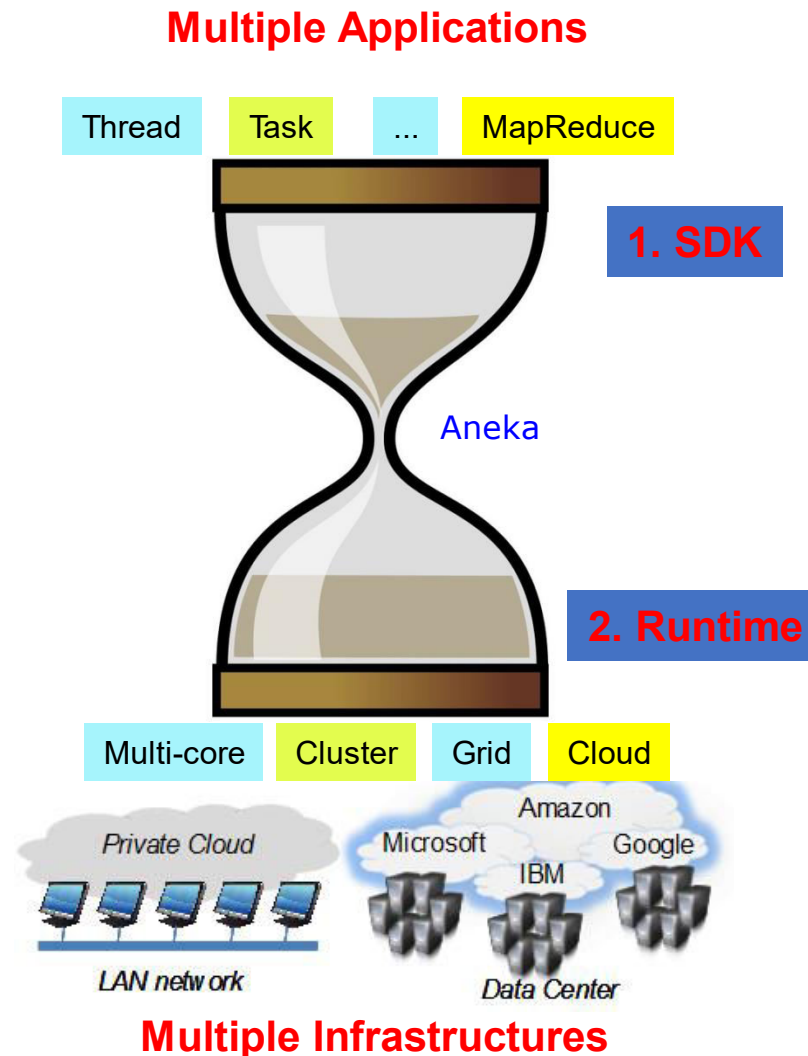 Multiple Applications
Thread Task ... MapReduce
1. SDK
Aneka
2. Runtime
Multi-core Cluster Grid Cloud
Amazon
Private Cloud Microsoft Google
IBM
LAN network Data Center
Multiple Infrastructures